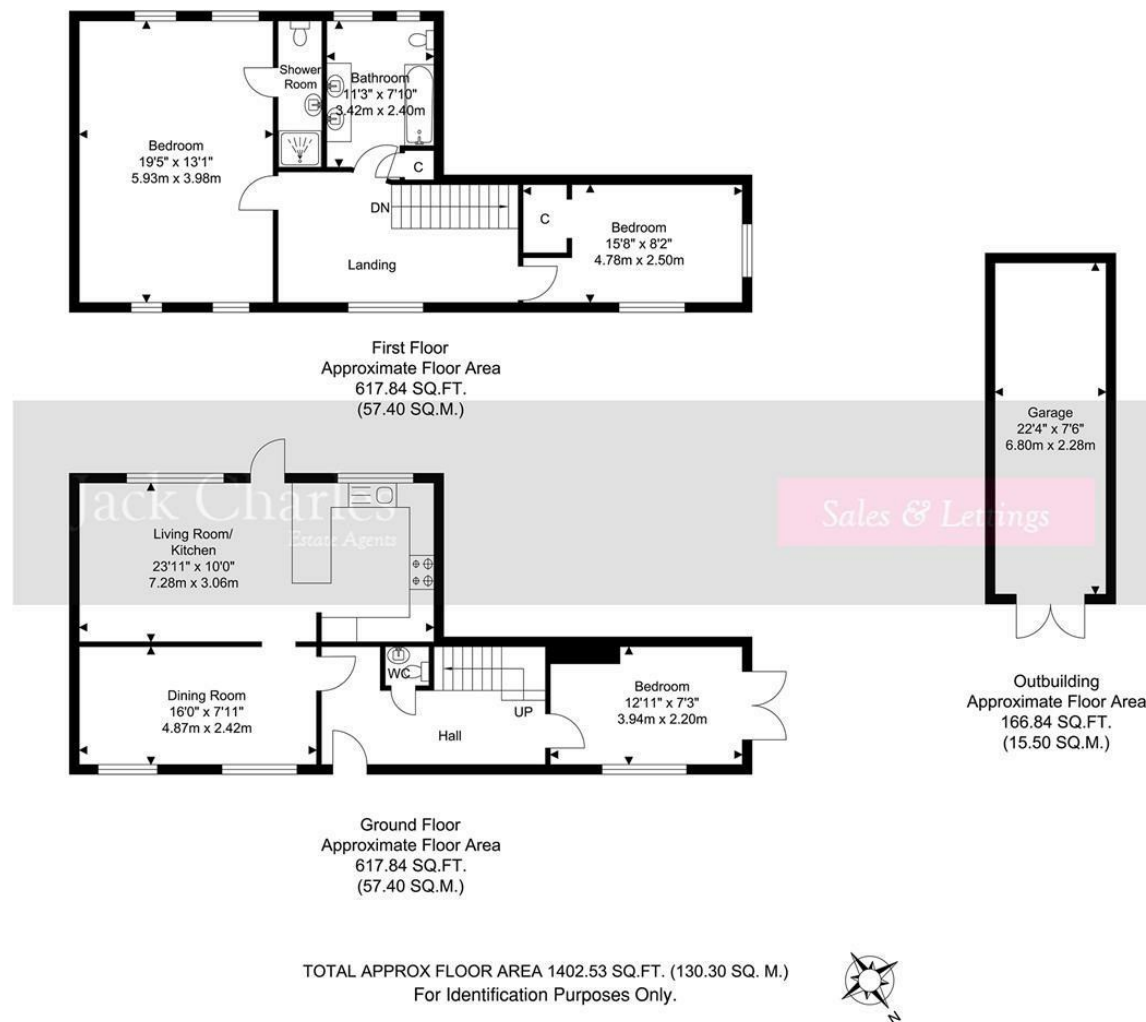 Shower
Room
Bathroom
11'3" x 7'10"
3.42m x 2.40m
Bedroom
19'5" x 13'1"
5.93m x 3.98m
C
DN
C
Bedroom
15'8" x 8'2"
4.78m x 2.50m
Landing
First Floor
Approximate Floor Area
617.84 SQ.FT.
(57.40 SQ.M.)
Garage
22'4" x 7'6"
6.80m x 2.28m
Jack Charles
Estate Agents
Sales & Lettings
Living Room/
Kitchen
23'11" x 10'0"
7.28m x 3.06m
WC
Dining Room
16'0" x 7'11"
4.87m x 2.42m
UP
Hall
Bedroom
12'11" x 7'3"
3.94m x 2.20m
Outbuilding
Approximate Floor Area
166.84 SQ.FT.
(15.50 SQ.M.)
Ground Floor
Approximate Floor Area
617.84 SQ.FT.
(57.40 SQ.M.)
TOTAL APPROX FLOOR AREA 1402.53 SQ.FT. (130.30 SQ. M.)
For Identification Purposes Only.
N